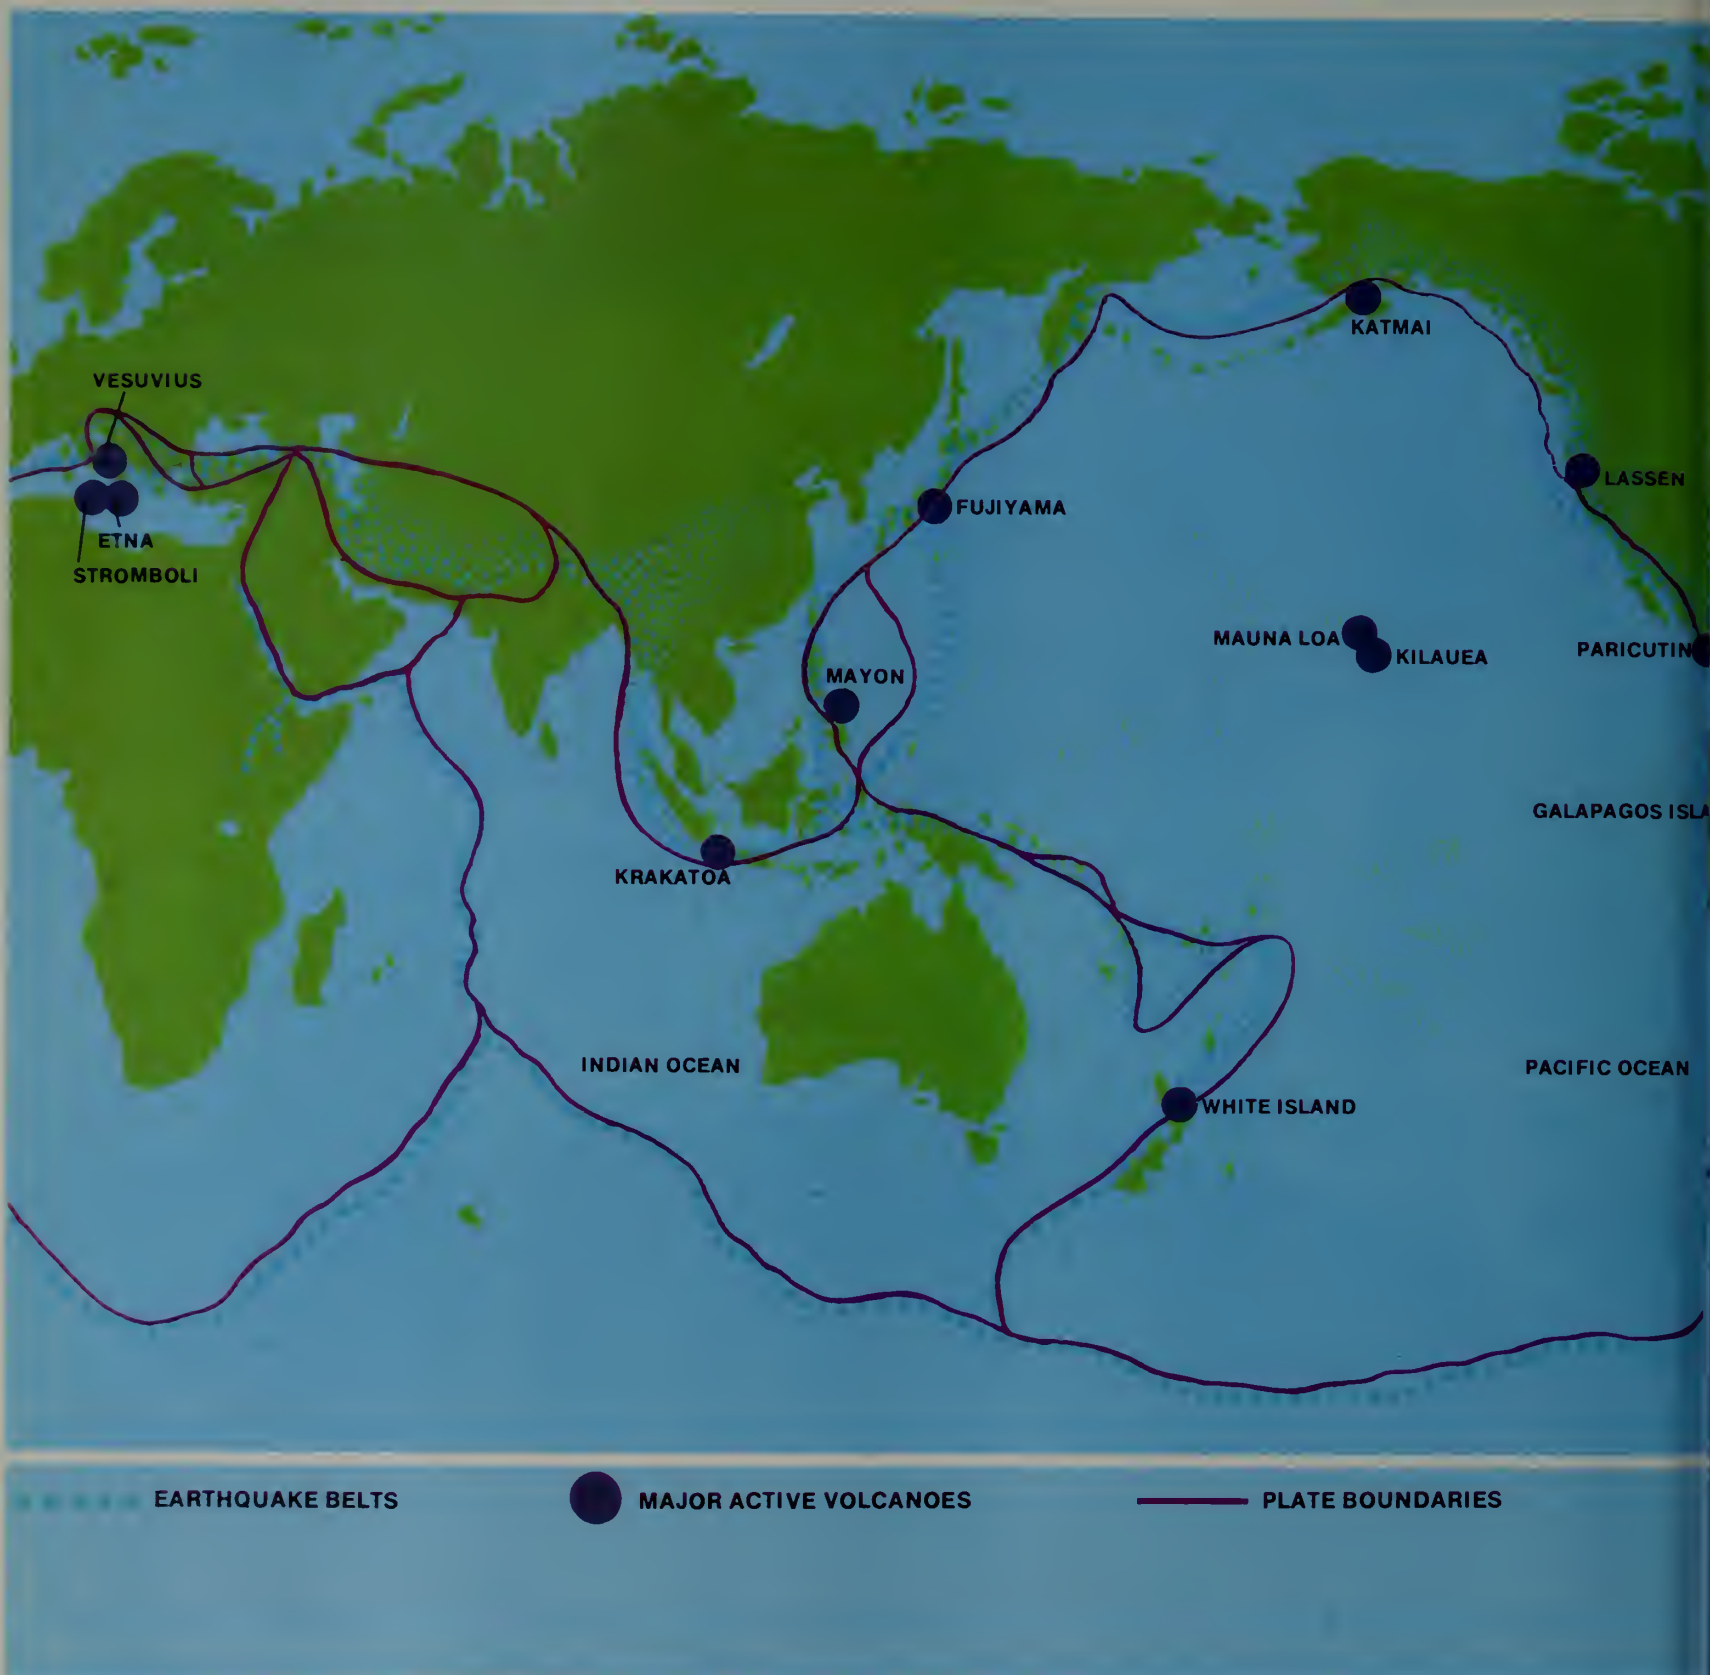 KATMAI
VESUVIUS
LASSEN
FUJIYAMA
ETNA
STROMBOLI
MAUNA LOA
KILAUEA
PARICUTIN
MAYON
GALAPAGOS ISLA
KRAKATOA
INDIAN OCEAN
PACIFIC OCEAN
WHITE ISLAND
EARTHQUAKE BELTS
MAJOR ACTIVE VOLCANOES
PLATE BOUNDARIES